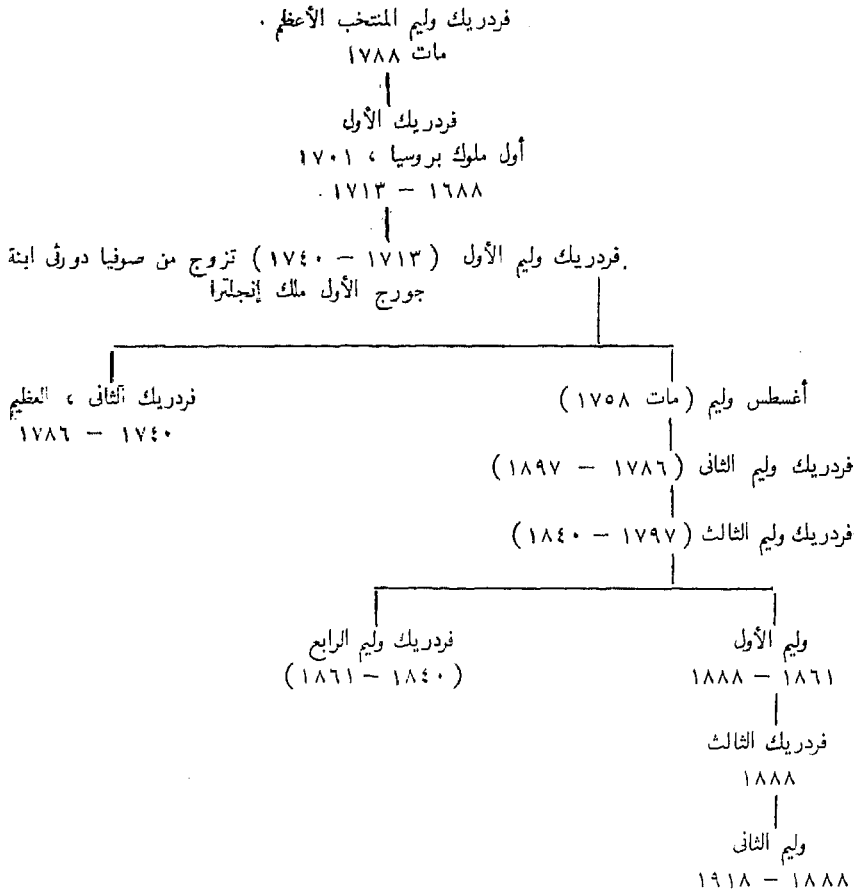 فردريك وليم المنتخب الأعظم .
مات ١٧٨٨
فردريك الأول
أول ملوك بروسيا ، ١٧٠١
١٦٨٨ – ١٧١٣ .
فردريك وليم الأول (١٧١٣ – ١٧٤٠) تزوج من صوفيا دورثى ابنة
جورج الأول ملك إنجلترا
أغسطس وليم (مات ١٧٥٨)
فردريك الثانى ، العظيم
١٧٤٠ – ١٧٨٦
فردريك وليم الثانى (١٧٨٦ – ١٨٩٧)
فردريك وليم الثالث (١٧٩٧ – ١٨٤٠)
وليم الأول
١٨٦١ – ١٨٨٨
فردريك وليم الرابع
(١٨٤٠ – ١٨٦١)
فردريك الثالث
١٨٨٨
وليم الثانى
١٨٨٨ – ١٩١٨